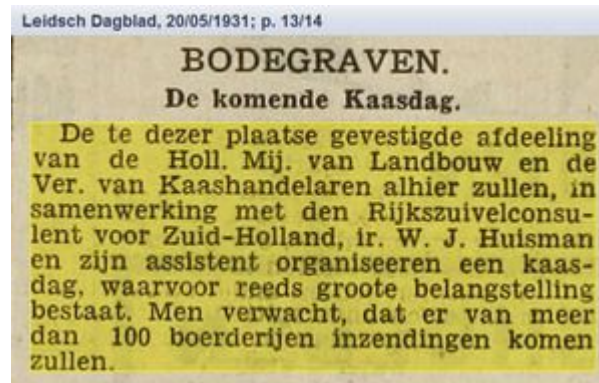 Leidsch Dagblad, 20/05/1931; p. 13/14
BODEGRAVEN.
De komende Kaasdag.
De te dezer plaatse gevestigde afdeeling
van de Holl. Mij. van Landbouw en de
Ver. van Kaashandelaren alhier zullen, in
samenwerking met den Rijkszuivelconsu-
lent voor Zuid-Holland, ir. W. J. Huisman
en zijn assistent organiseeren een kaas-
dag, waarvoor reeds groote belangstelling
bestaat. Men verwacht, dat er van meer
dan 100 boerderijen inzendingen komen
zullen.